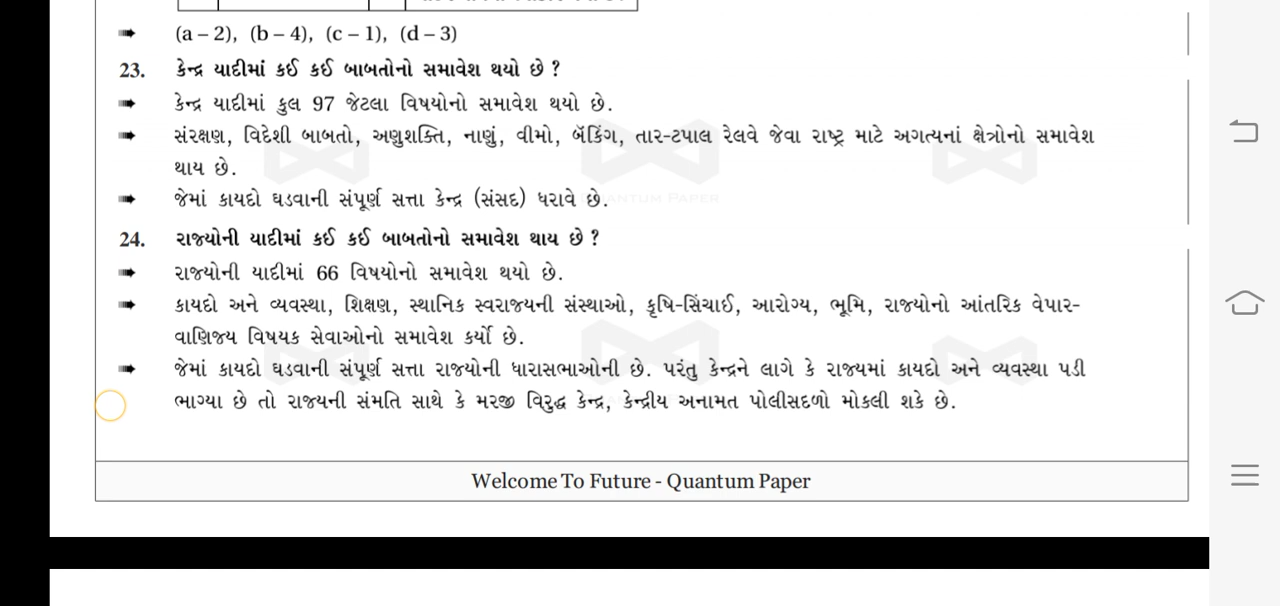 (a – 2), (b – 4), (c – 1), (d – 3)
23. કેન્દ્ર યાદીમાં કઈ કઈ બાબતોનો સમાવેશ થયો છે ?
કેન્દ્ર યાદીમાં કુલ 97 જેટલા વિષયોનો સમાવેશ થયો છે.
સંરક્ષણ, વિદેશી બાબતો, અણુશક્તિ, નાણું, વીમો, બૅંકિંગ, તાર-ટપાલ રેલવે જેવા રાષ્ટ્ર માટે અગત્યનાં ક્ષેત્રોનો સમાવેશ
થાય છે.
જેમાં કાયદો ઘડવાની સંપૂર્ણ સત્તા કેન્દ્ર (સંસદ) ધરાવે છે.
QUANTUM PAPER
24. રાજ્યોની યાદીમાં કઈ કઈ બાબતોનો સમાવેશ થાય છે ?
રાજ્યોની યાદીમાં 66 વિષયોનો સમાવેશ થયો છે.
કાયદો અને વ્યવસ્થા, શિક્ષણ, સ્થાનિક સ્વરાજ્યની સંસ્થાઓ, કૃષિ-સિંચાઈ, આરોગ્ય, ભૂમિ, રાજ્યોનો આંતરિક વેપાર-
વાણિજ્ય વિષયક સેવાઓનો સમાવેશ કર્યો છે.
જેમાં કાયદો ઘડવાની સંપૂર્ણ સત્તા રાજ્યોની ધારાસભાઓની છે. પરંતુ કેન્દ્રને લાગે કે રાજ્યમાં કાયદો અને વ્યવસ્થા પડી
ભાગ્યા છે તો રાજ્યની સંમતિ સાથે કે મરજી વિરુદ્ધ કેન્દ્ર, કેન્દ્રીય અનામત પોલીસદળો મોકલી શકે છે.
Welcome To Future - Quantum Paper